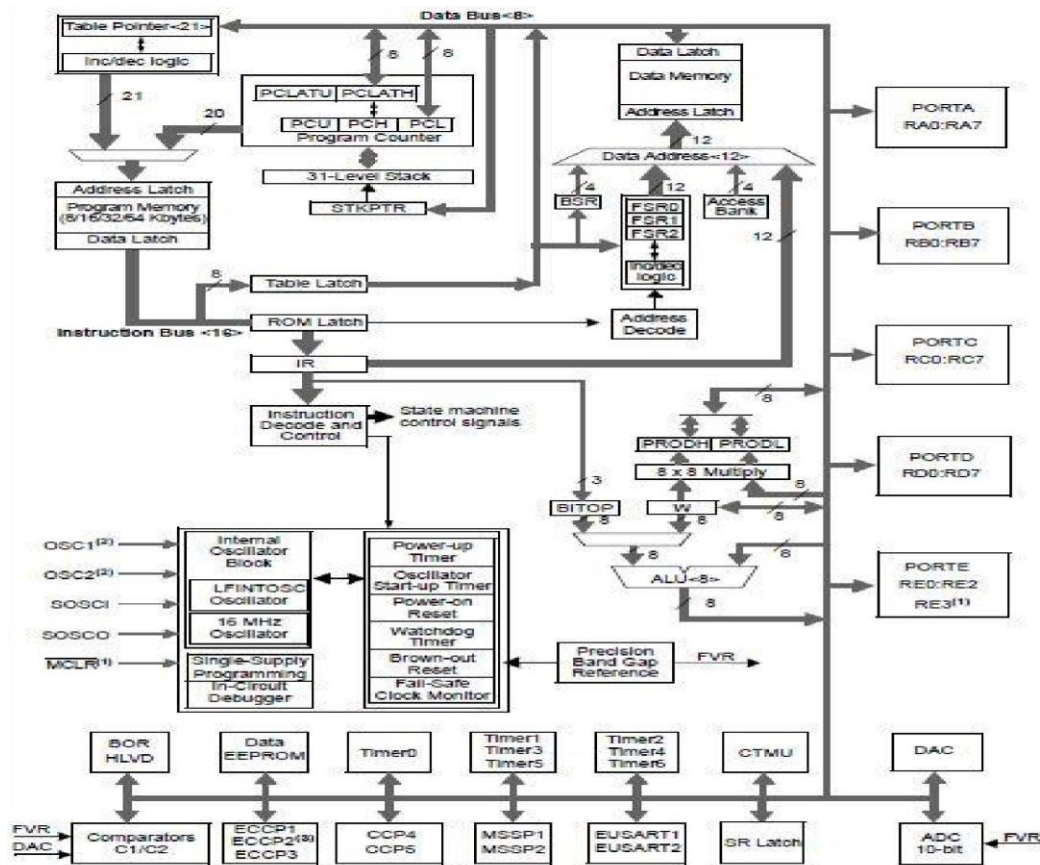 Data Bus<8>
Table Pointer<21>
Inc/dec logic
21
20
8
8
PCLATU PCLATH
PCU PCH PCL
Program Counter
31-Level Stack
STKPTR
Data Latch
Data Memory
Address Latch
12
Data Address<12>
4
12
4
BSR
FSR0
FSR1
FSR2
Access
Bank
12
inc/dec
logic
Address
Decode
Address Latch
Program Memory
(8/16/32/64 Kbytes)
Data Latch
8
Table Latch
Instruction Bus <16>
ROM Latch
IR
Instruction
Decode and
Control
State machine
control signals
8
PRODH PRODL
8 x 8 Multiply
3
8
BITOP
W
8
8
8
8
8
ALU<8>
8
PORTA
RA0:RA7
PORTB
RB0:RB7
PORTC
RC0:RC7
PORTD
RD0:RD7
PORTE
RE0:RE2
RE3(1)
OSC1(2)
OSC2(2)
SOSCI
SOSCO
MCLR(1)
Internal
Oscillator
Block
LFINTOSC
Oscillator
16 MHz
Oscillator
Single-Supply
Programming
In-Circuit
Debugger
Power-up
Timer
Oscillator
Start-up Timer
Power-on
Reset
Watchdog
Timer
Brown-out
Reset
Fail-Safe
Clock Monitor
Precision
Band Gap
Reference
FVR
BOR
HLVD
Data
EEPROM
Timer0
Timer1
Timer3
Timer5
Timer2
Timer4
Timer6
CTMU
DAC
FVR
DAC
Comparators
C1/C2
ECCP1
ECCP2(3)
ECCP3
CCP4
CCP5
MSSP1
MSSP2
EUSART1
EUSART2
SR Latch
ADC
10-bit
FVR